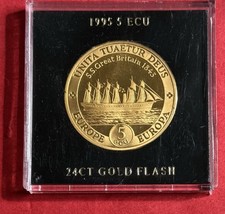 1995 5 ECU
UNITA TUAETUR DEUS
S.S Great Britain 1843
EUROPE
5
ECU
EUROPA
24CT GOLD FLASH